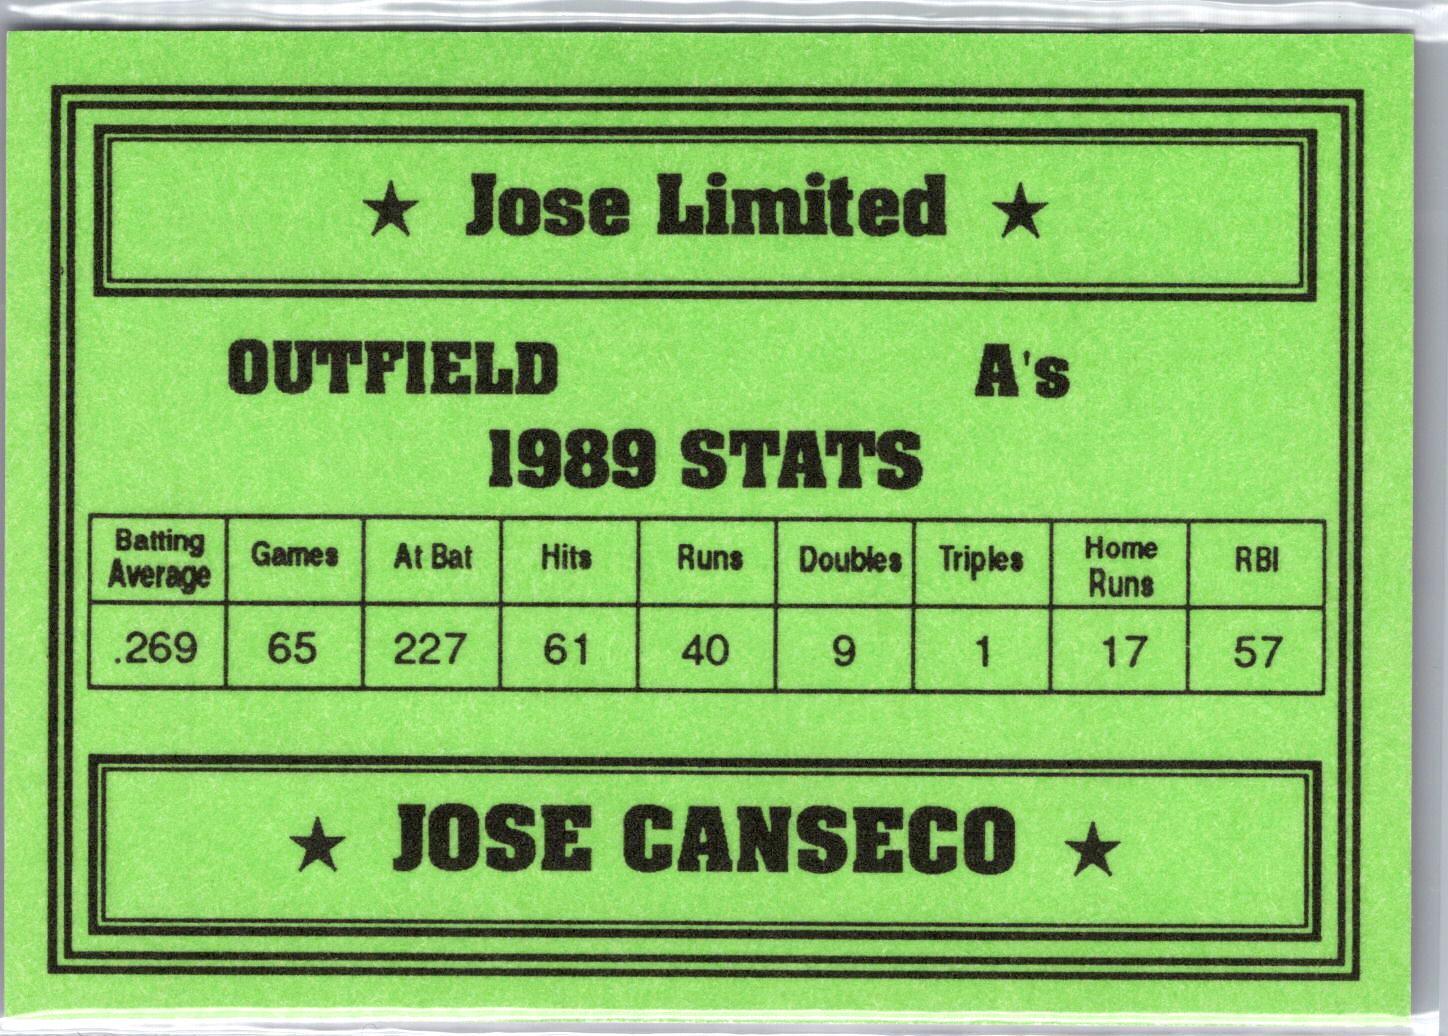 ★ Jose Limited ★
OUTFIELD A's
1989 STATS
Batting Average Games At Bat Hits Runs Doubles Triples Home Runs RBI
.269 65 227 61 40 9 1 17 57
★ JOSE CANSECO ★